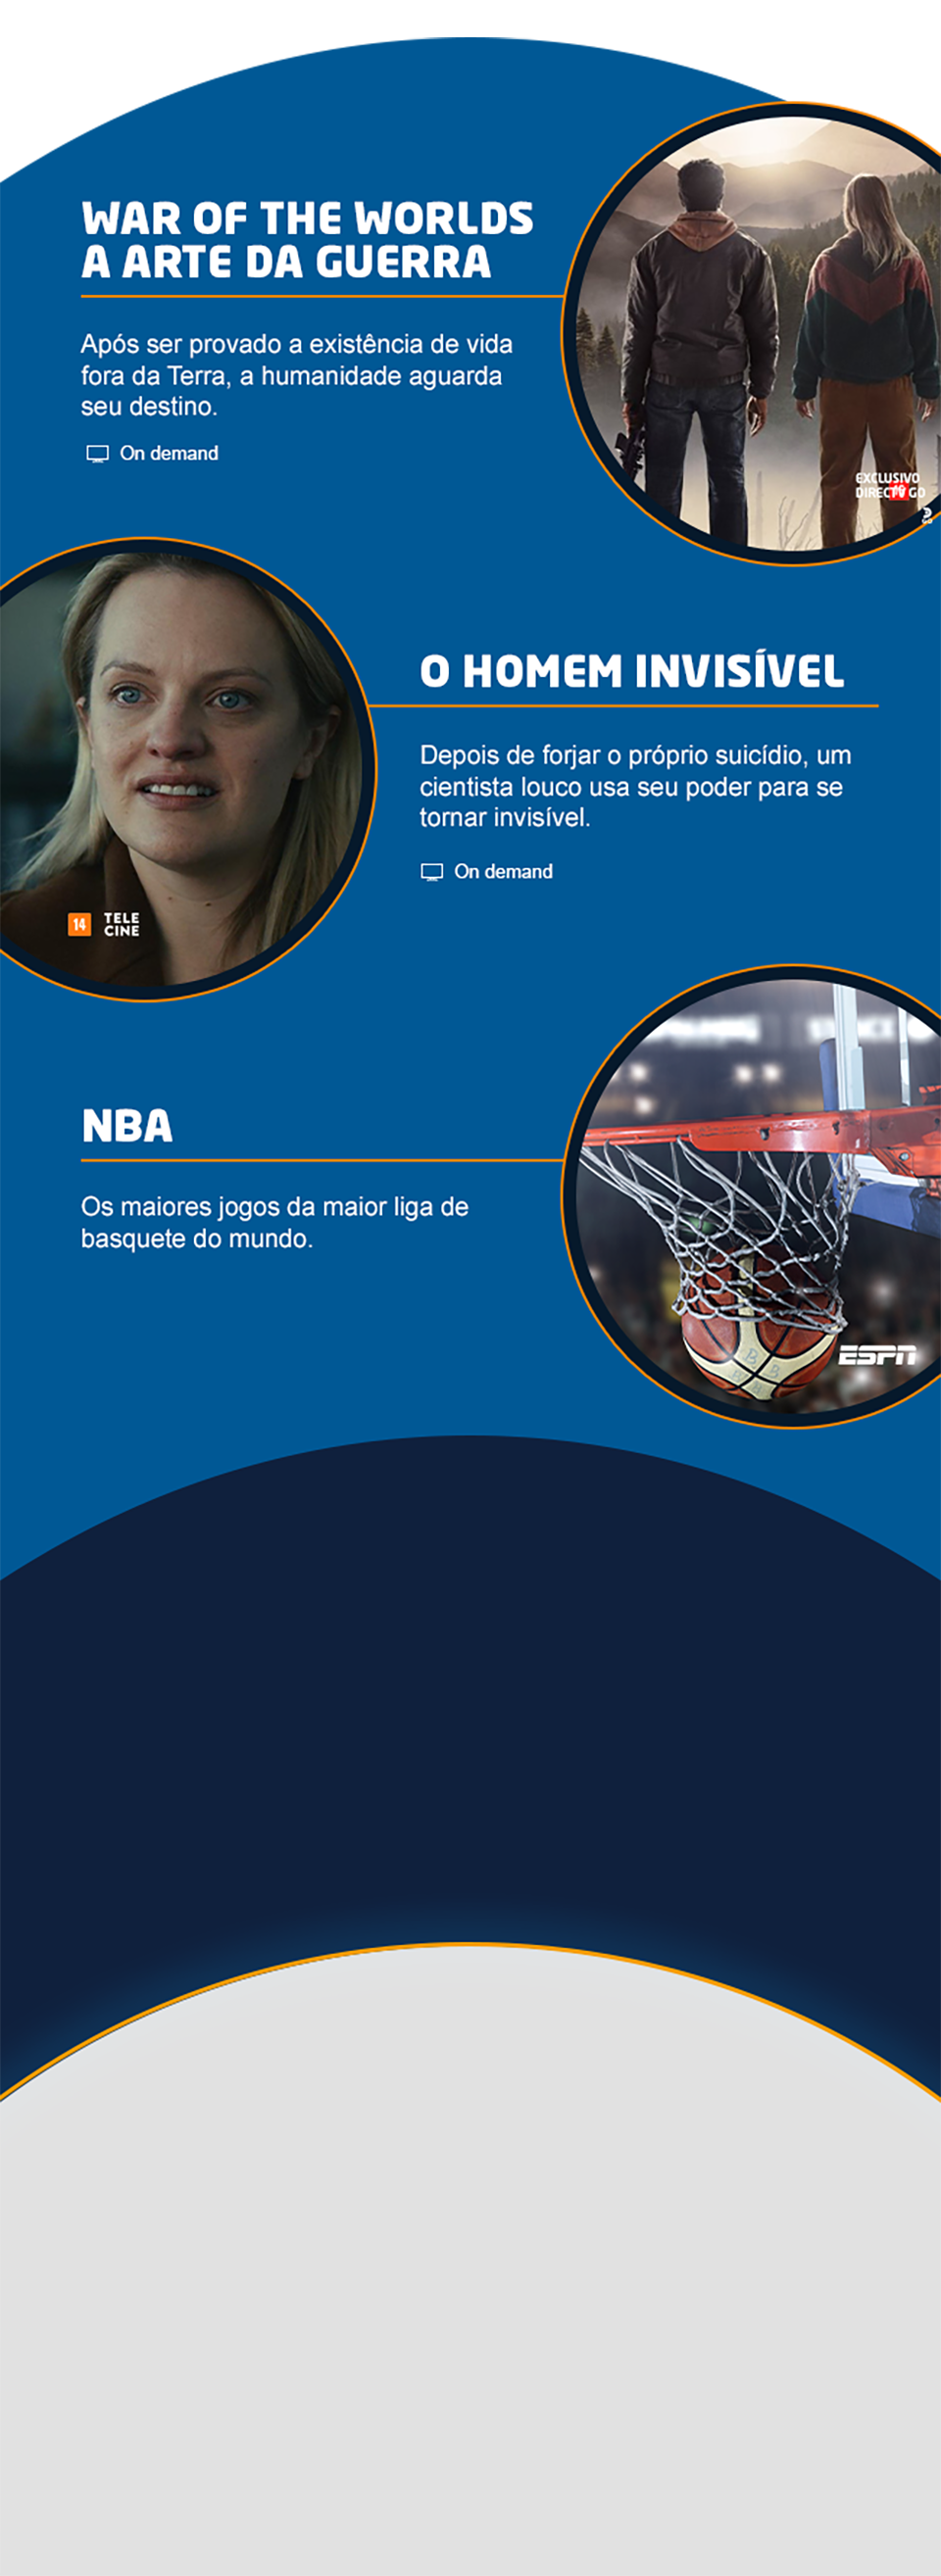 WAR OF THE WORLDS
A ARTE DA GUERRA
Após ser provado a existência de vida
fora da Terra, a humanidade aguarda
seu destino.
On demand
EXCLUSIVO
DIRECTV GO
O HOMEM INVISÍVEL
Depois de forjar o próprio suicídio, um
cientista louco usa seu poder para se
tornar invisível.
On demand
14 TELE
CINE
NBA
Os maiores jogos da maior liga de
basquete do mundo.
ESPN